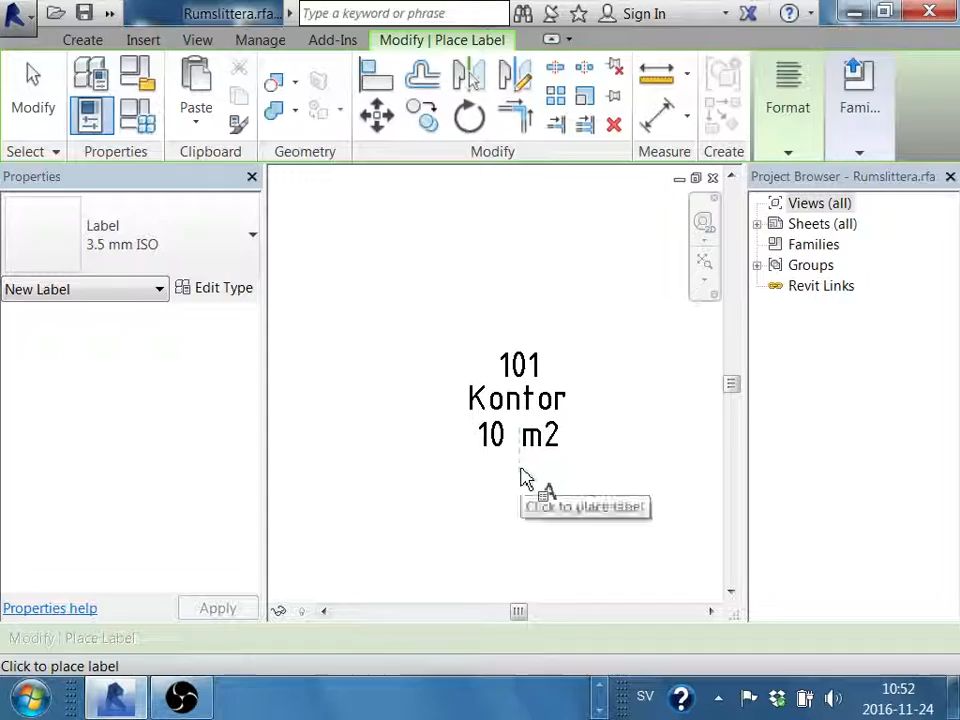 Rumslittera.rfa...
Type a keyword or phrase
Sign In
Create
Insert
View
Manage
Add-Ins
Modify | Place Label
Modify
Paste
Format
Fami...
Select
Properties
Clipboard
Geometry
Modify
Measure
Create
Properties
Project Browser - Rumslittera.rfa
Label
3.5 mm ISO
New Label
Edit Type
Views (all)
Sheets (all)
Families
Groups
Revit Links
2D
101
Kontor
10 m2
A
Click to place label
Properties help
Apply
Modify | Place Label
Click to place label
SV
10:52
2016-11-24